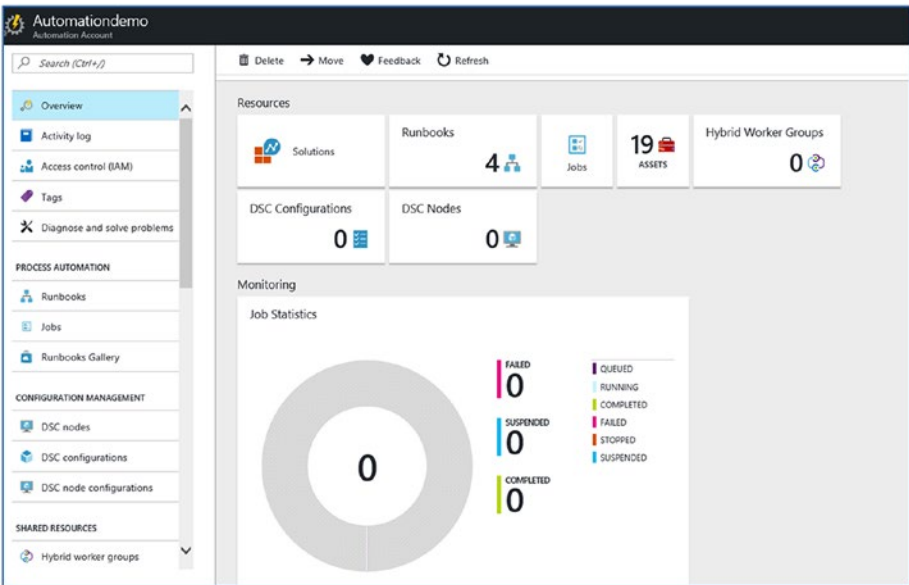 Automationdemo
Automation Account
Search (Ctrl+/)
Delete Move Feedback Refresh
Overview
Activity log
Access control (IAM)
Tags
Diagnose and solve problems
PROCESS AUTOMATION
Runbooks
Jobs
Runbooks Gallery
CONFIGURATION MANAGEMENT
DSC nodes
DSC configurations
DSC node configurations
SHARED RESOURCES
Hybrid worker groups
Resources
Solutions
Runbooks
4
Jobs
19
ASSETS
Hybrid Worker Groups
0
DSC Configurations
0
DSC Nodes
0
Monitoring
Job Statistics
0
FAILED
0
SUSPENDED
0
COMPLETED
0
QUEUED
RUNNING
COMPLETED
FAILED
STOPPED
SUSPENDED